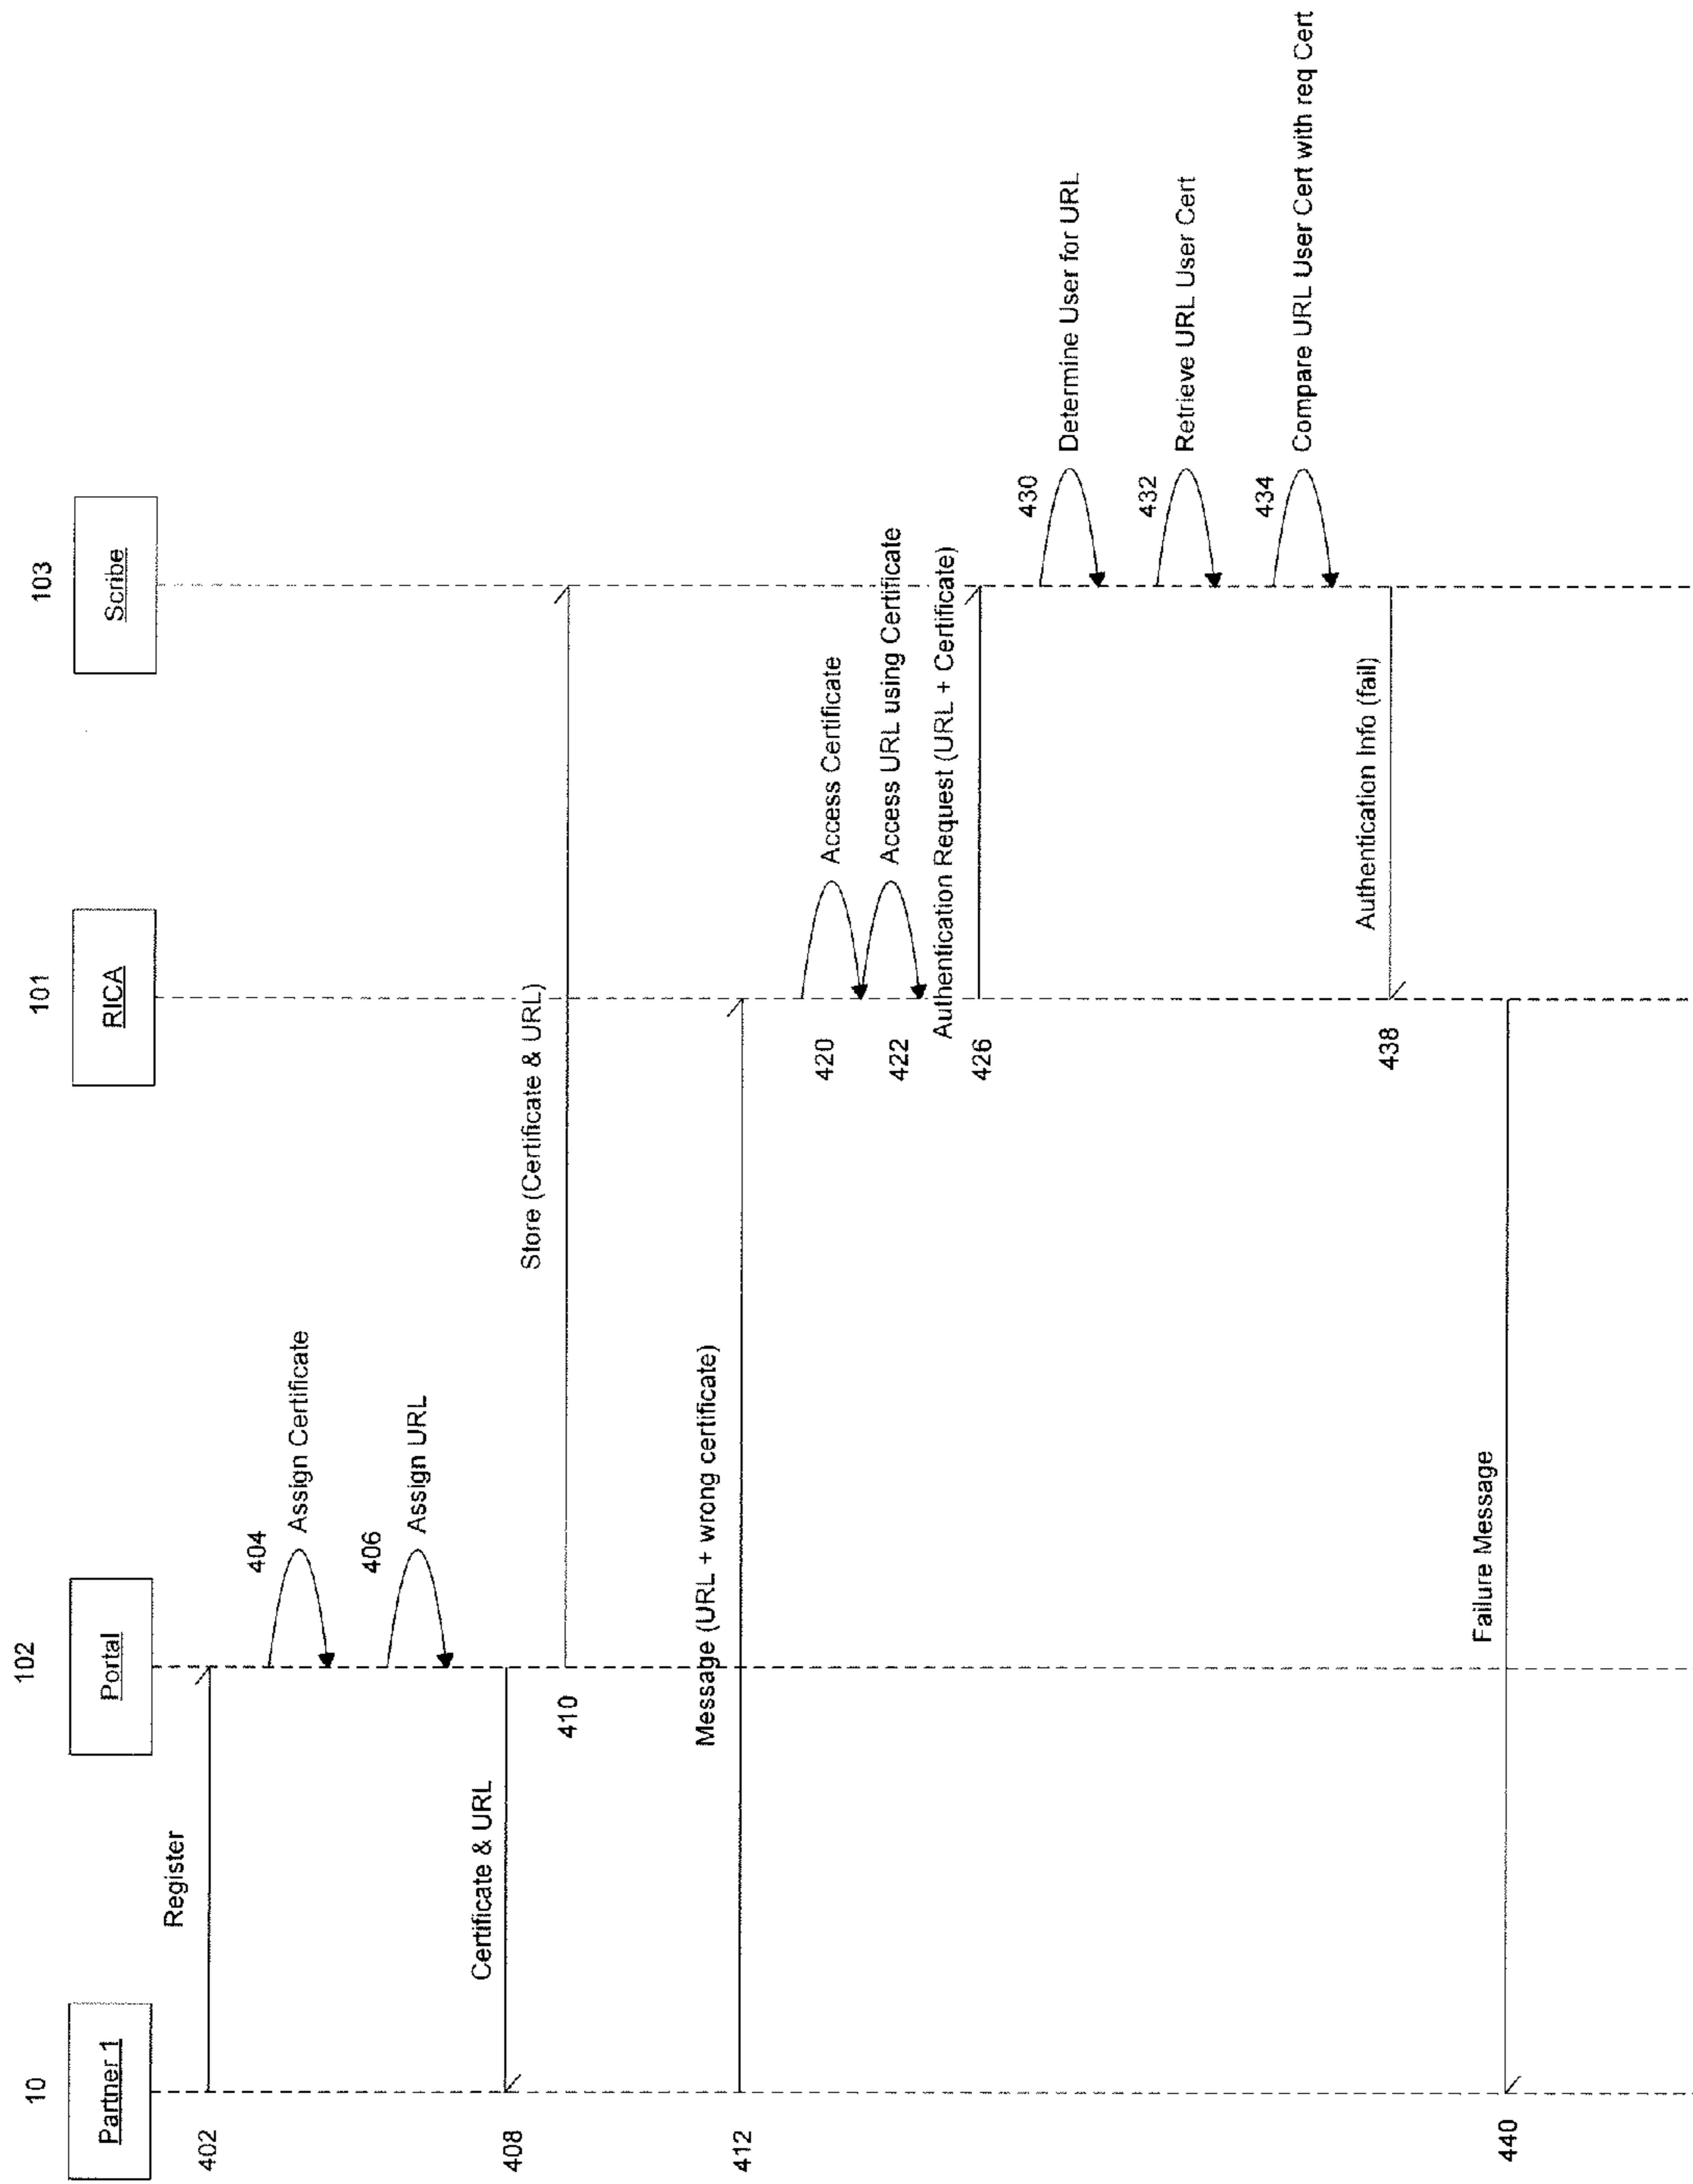 10
Partner 1
102
Portal
101
RICA
103
Scribe
402
Register
404
Assign Certificate
406
Assign URL
408
Certificate & URL
410
Store (Certificate & URL)
412
Message (URL + wrong certificate)
420
Access Certificate
422
Access URL using Certificate
426
Authentication Request (URL + Certificate)
430
Determine User for URL
432
Retrieve URL User Cert
434
Compare URL User Cert with req Cert
438
Authentication Info (fail)
440
Failure Message